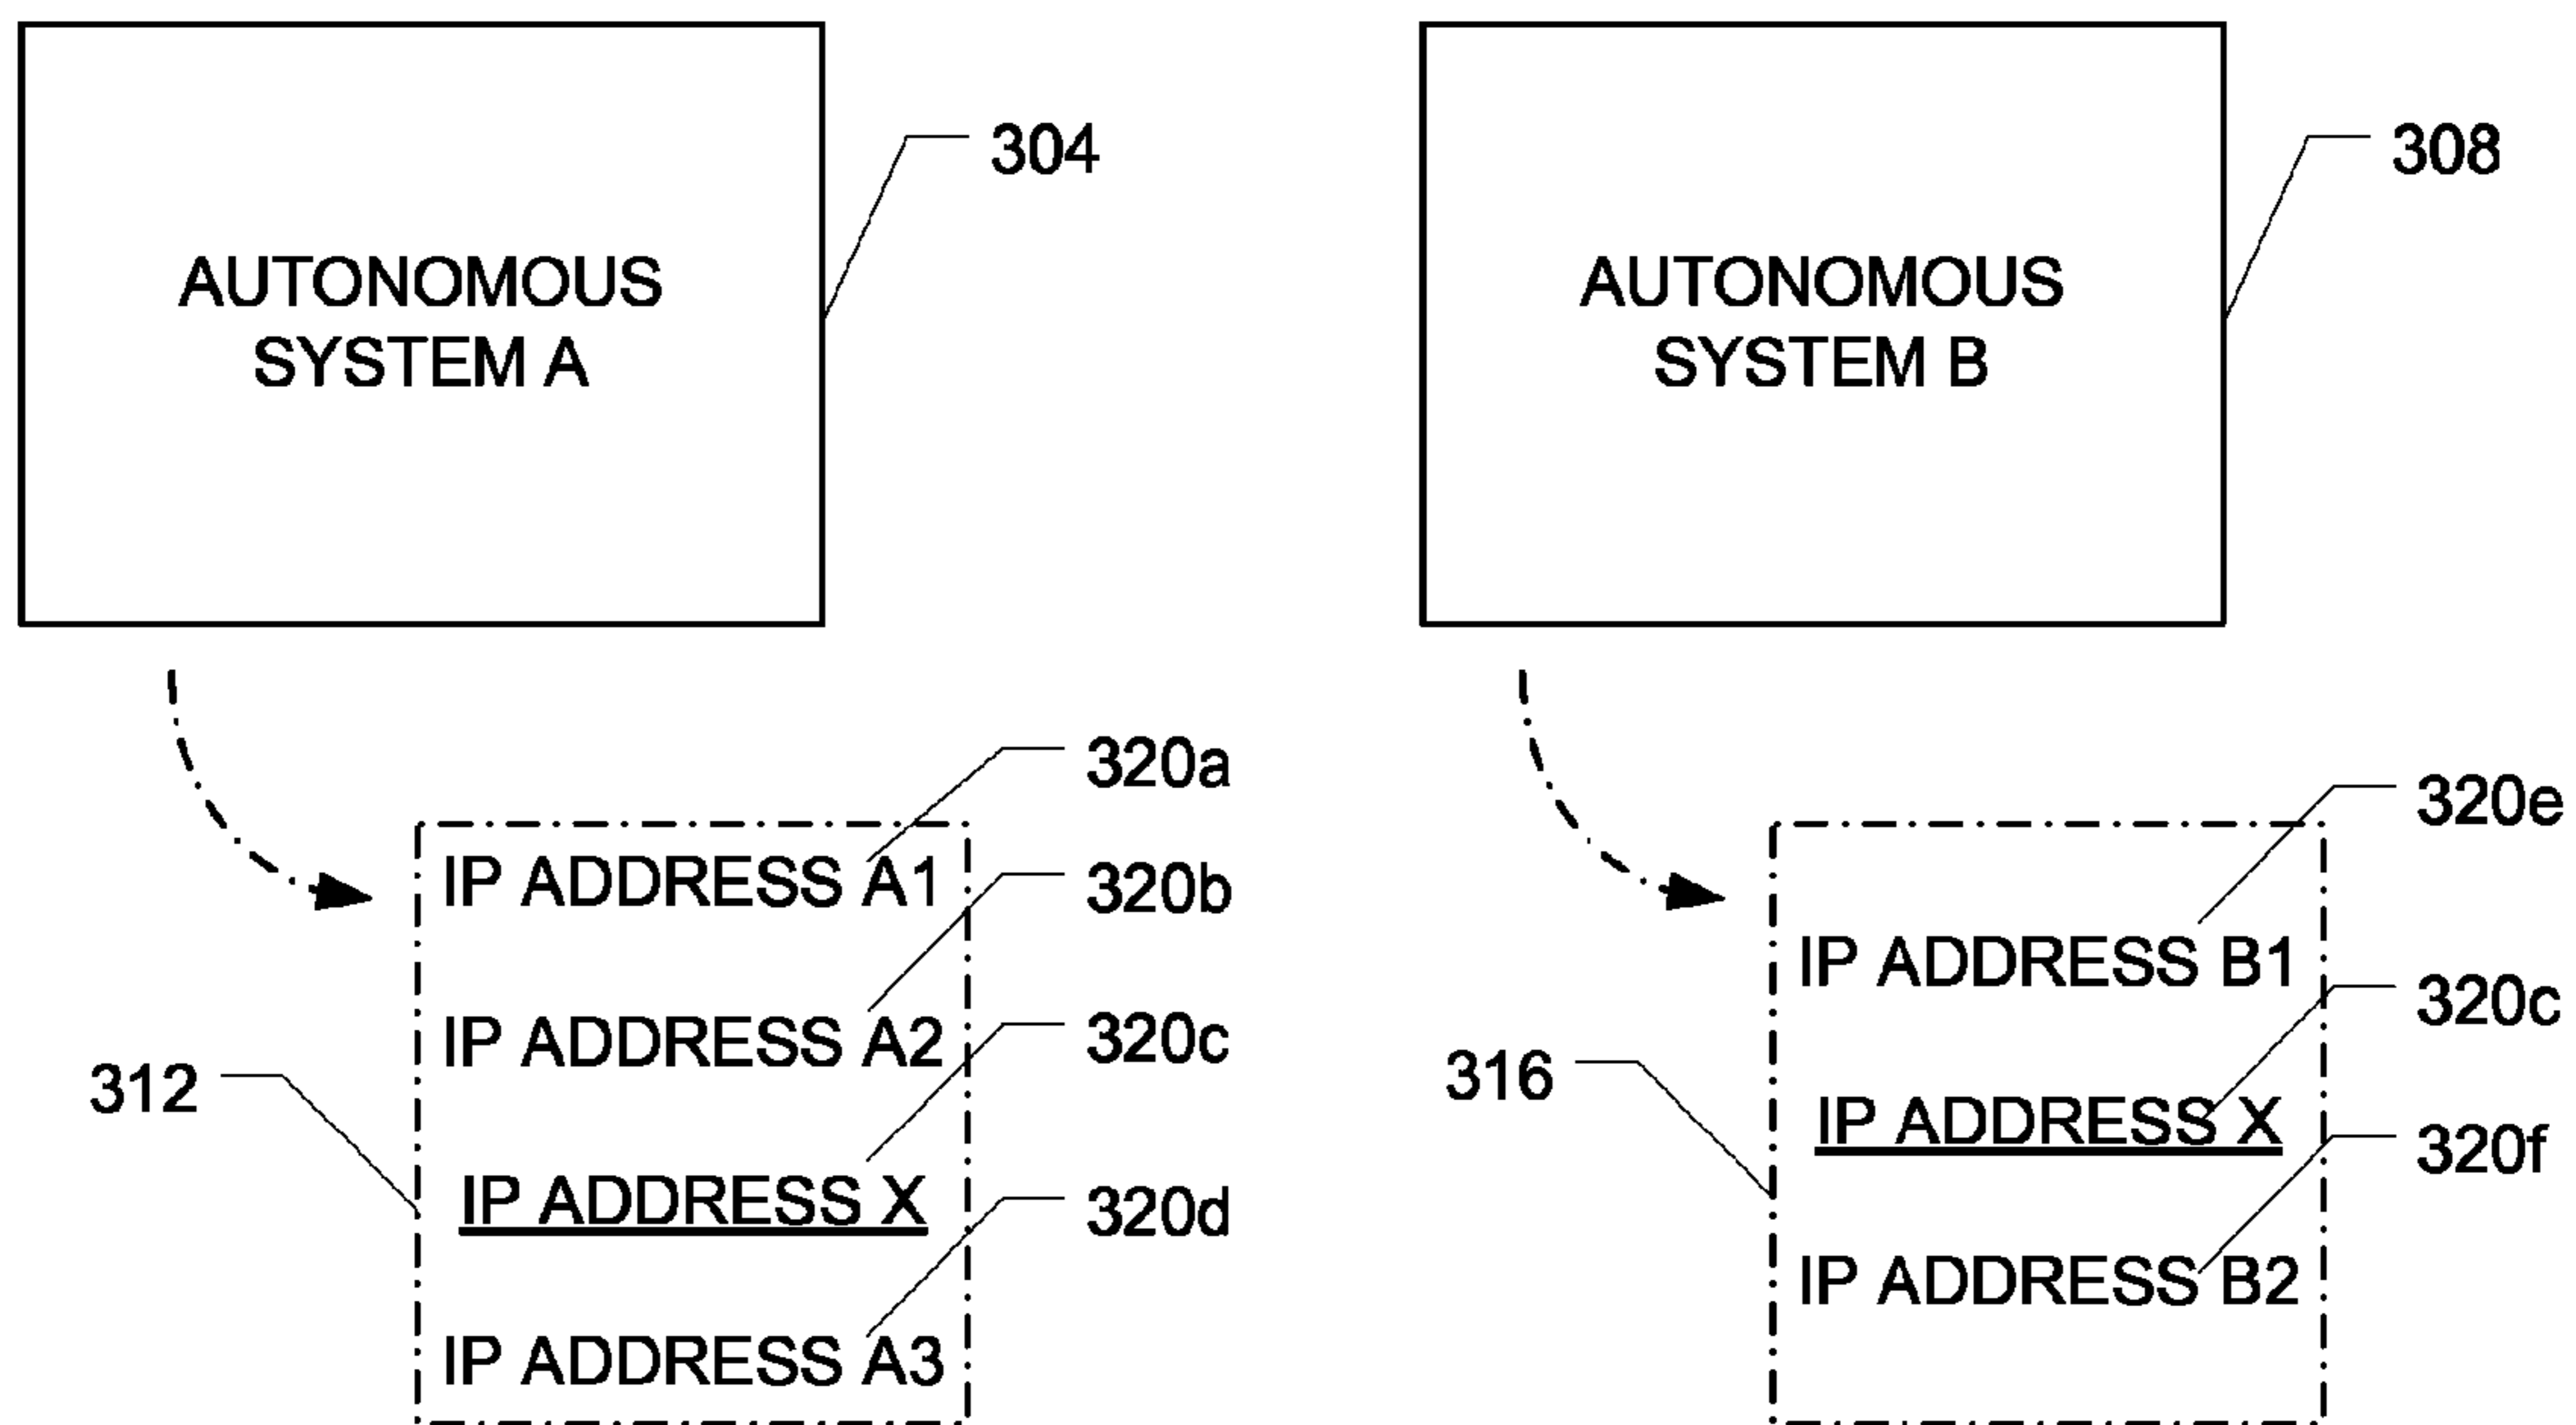 AUTONOMOUS
SYSTEM A
304
AUTONOMOUS
SYSTEM B
308
320a
IP ADDRESS A1
320b
IP ADDRESS A2
320c
312
IP ADDRESS X
320d
IP ADDRESS A3
320e
IP ADDRESS B1
320c
316
IP ADDRESS X
320f
IP ADDRESS B2